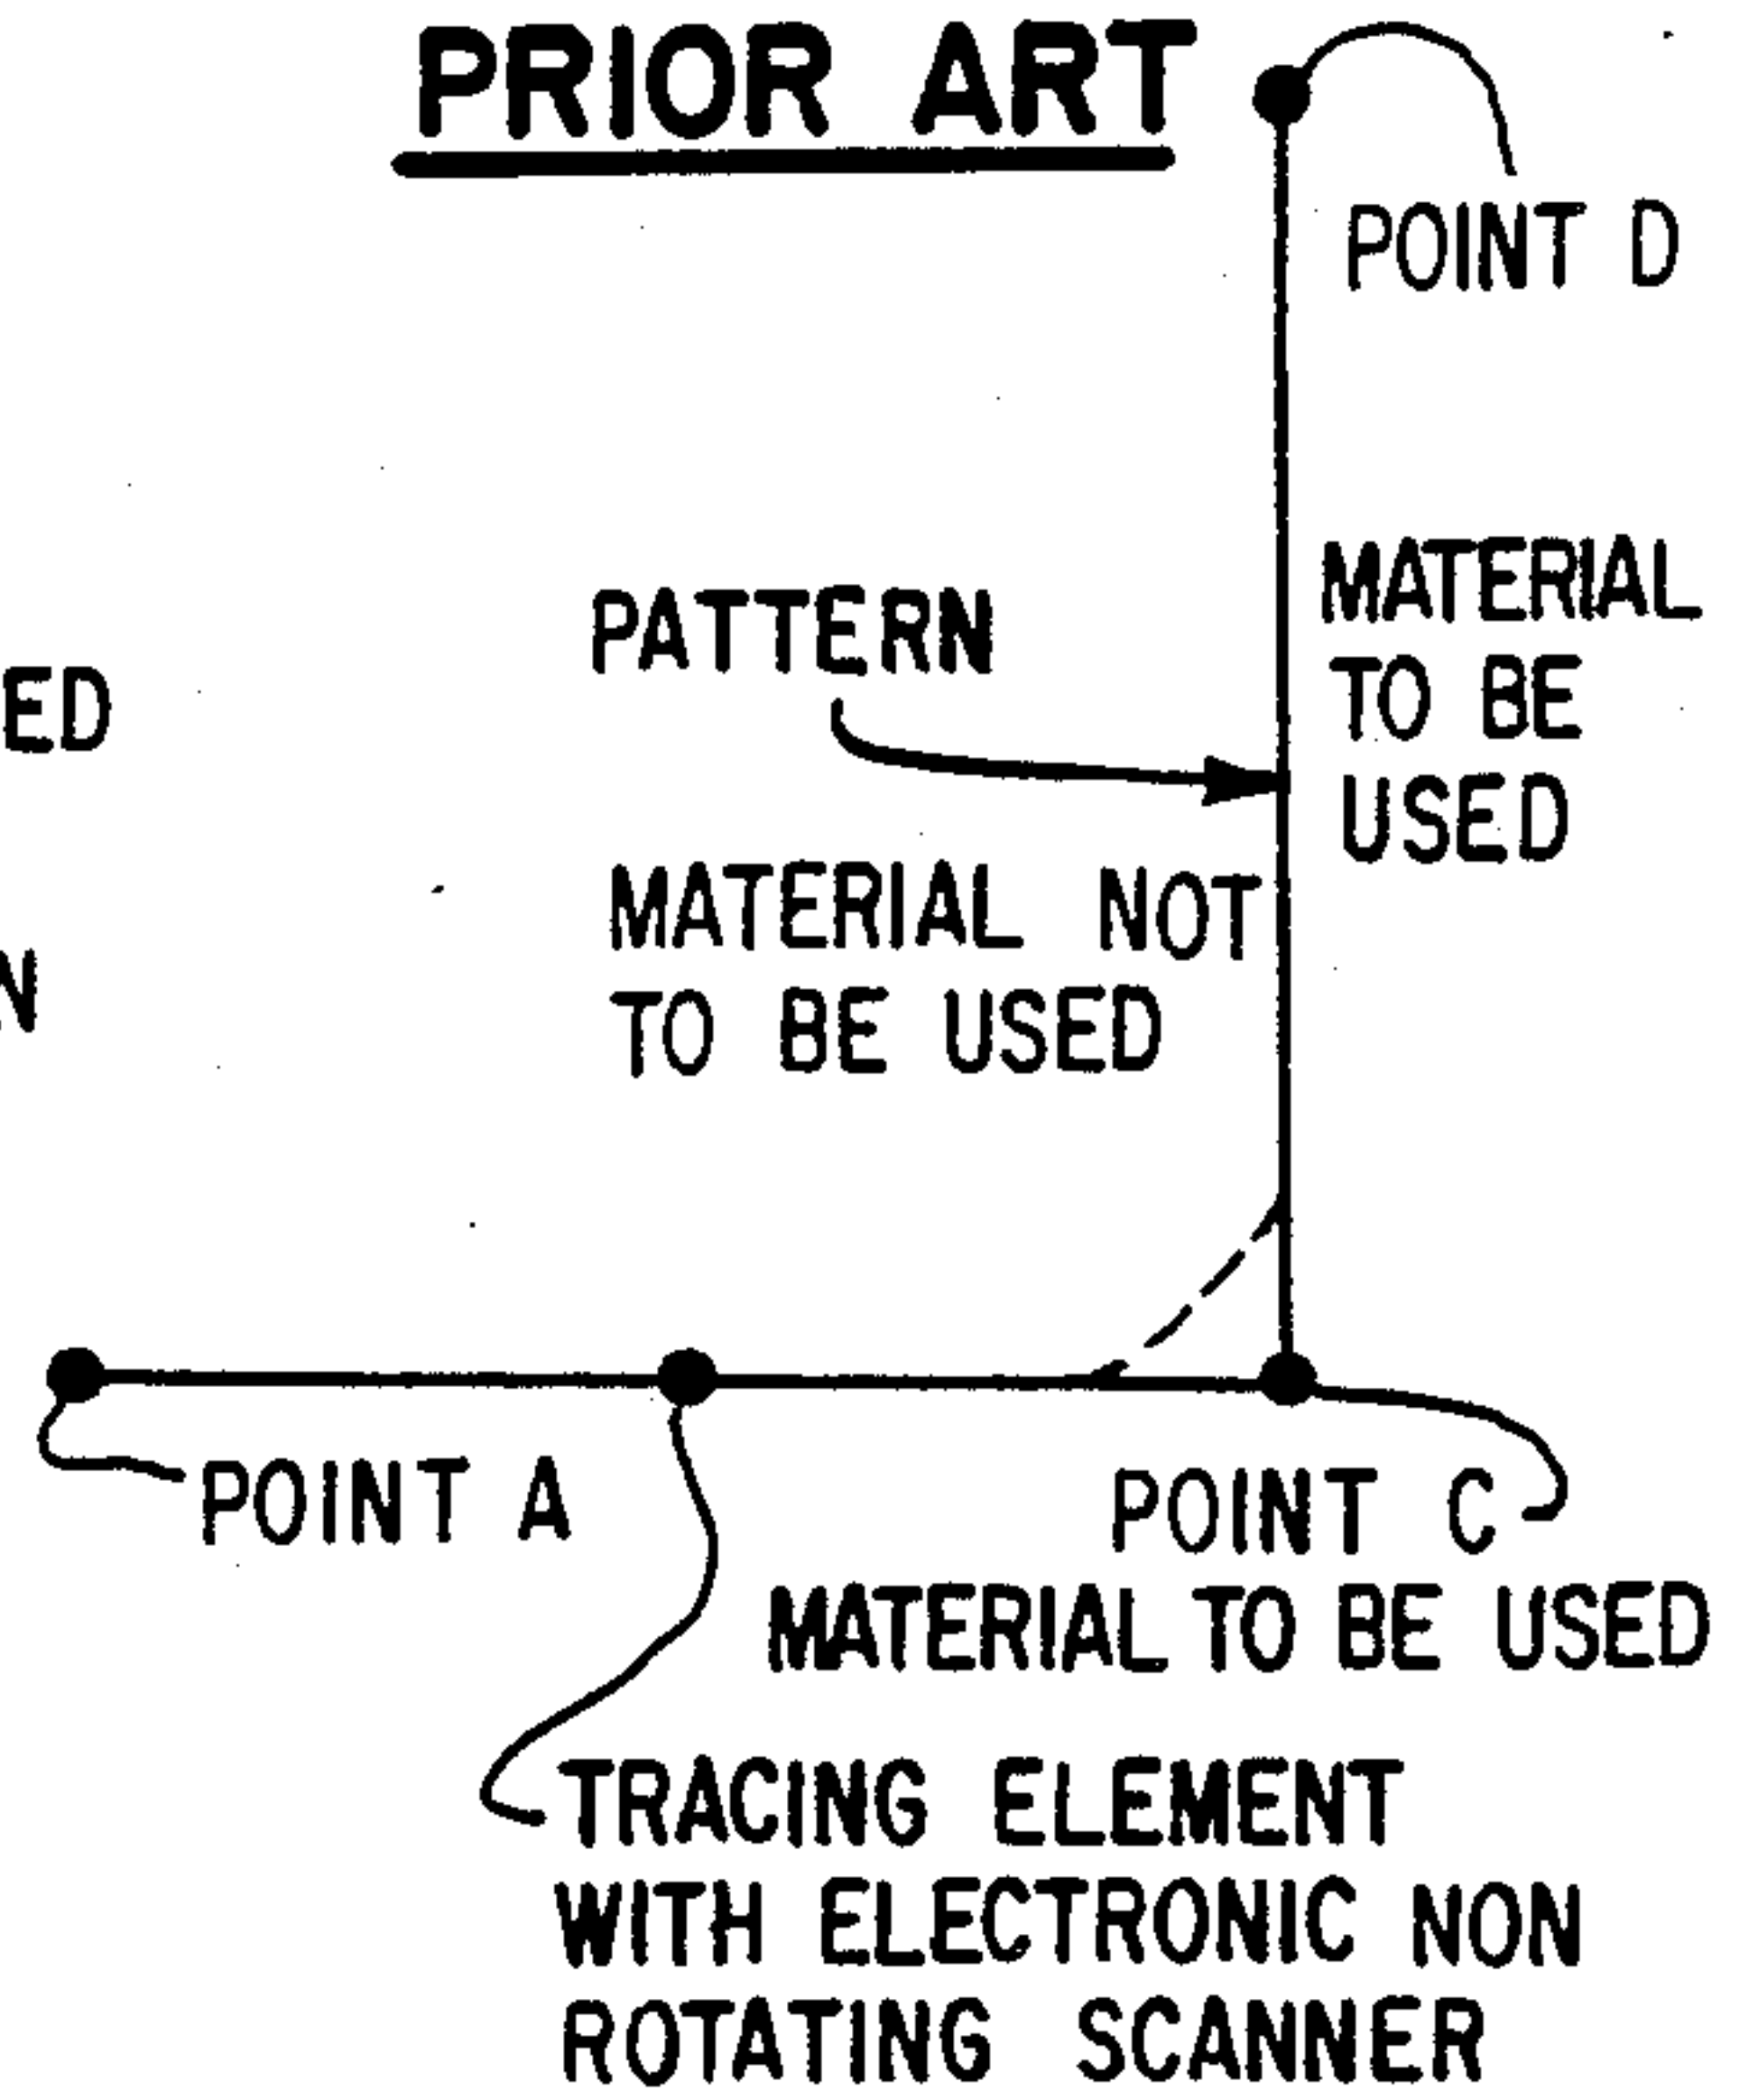 PRIOR ART
POINT D
PATTERN
MATERIAL
TO BE
USED
ED
MATERIAL NOT
TO BE USED
N
POINT A
POINT C
MATERIAL TO BE USED
TRACING ELEMENT
WITH ELECTRONIC NON
ROTATING SCANNER